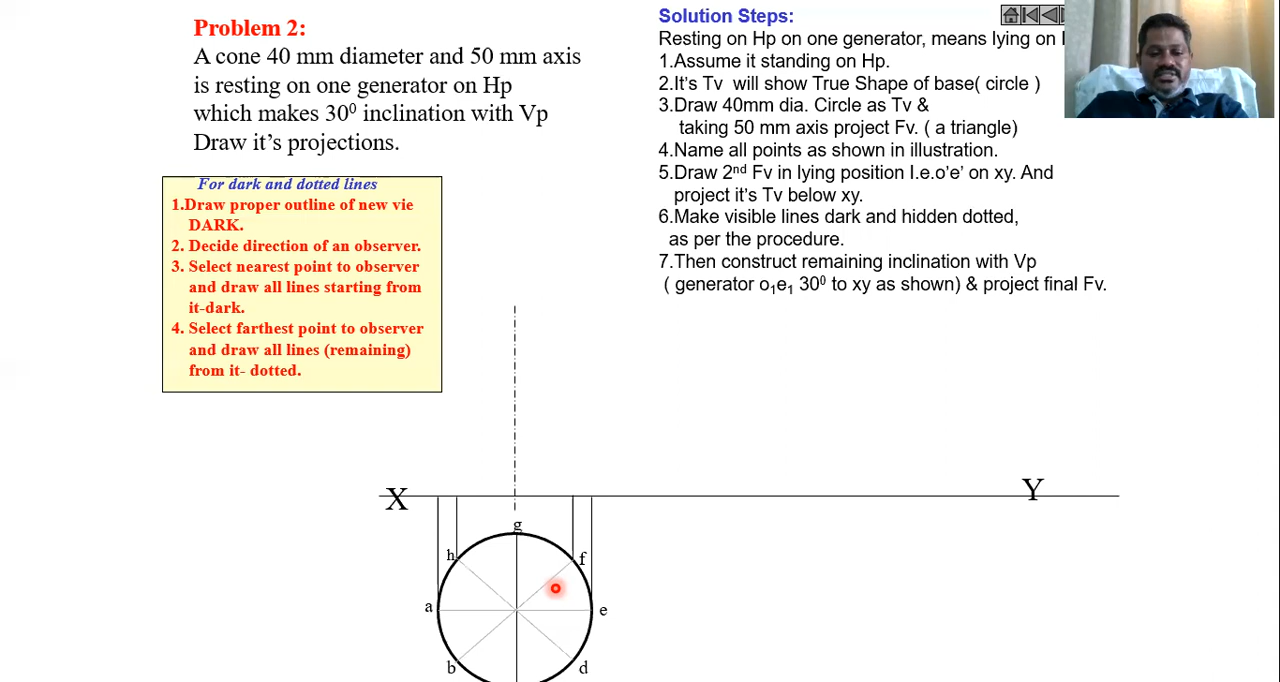 Problem 2:
A cone 40 mm diameter and 50 mm axis
is resting on one generator on Hp
which makes 30⁰ inclination with Vp
Draw it’s projections.
For dark and dotted lines
1.Draw proper outline of new vie
DARK.
2. Decide direction of an observer.
3. Select nearest point to observer
and draw all lines starting from
it-dark.
4. Select farthest point to observer
and draw all lines (remaining)
from it- dotted.
Solution Steps:
Resting on Hp on one generator, means lying on
1.Assume it standing on Hp.
2.It’s Tv will show True Shape of base( circle )
3.Draw 40mm dia. Circle as Tv &
taking 50 mm axis project Fv. ( a triangle)
4.Name all points as shown in illustration.
5.Draw 2ⁿᵈ Fv in lying position I.e.o’e’ on xy. And
project it’s Tv below xy.
6.Make visible lines dark and hidden dotted,
as per the procedure.
7.Then construct remaining inclination with Vp
( generator o₁e₁ 30⁰ to xy as shown) & project final Fv.
X
Y
g
h
f
a
e
b
d